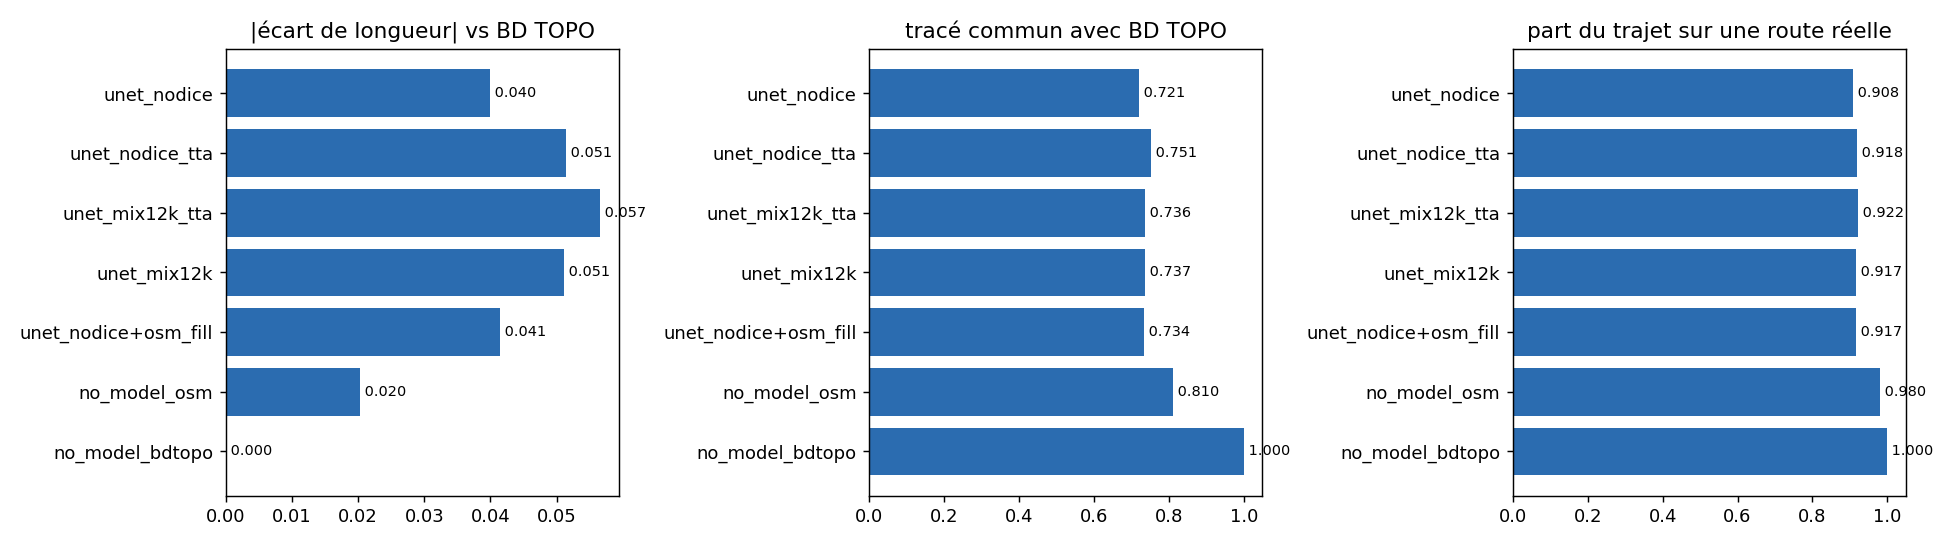 |écart de longueur| vs BD TOPO
unet_nodice
0.040
unet_nodice_tta
0.051
unet_mix12k_tta
0.057
unet_mix12k
0.051
unet_nodice+osm_fill
0.041
no_model_osm
0.020
no_model_bdtopo
0.000
0.00 0.01 0.02 0.03 0.04 0.05
tracé commun avec BD TOPO
unet_nodice
0.721
unet_nodice_tta
0.751
unet_mix12k_tta
0.736
unet_mix12k
0.737
unet_nodice+osm_fill
0.734
no_model_osm
0.810
no_model_bdtopo
1.000
0.0 0.2 0.4 0.6 0.8 1.0
part du trajet sur une route réelle
unet_nodice
0.908
unet_nodice_tta
0.918
unet_mix12k_tta
0.922
unet_mix12k
0.917
unet_nodice+osm_fill
0.917
no_model_osm
0.980
no_model_bdtopo
1.000
0.0 0.2 0.4 0.6 0.8 1.0